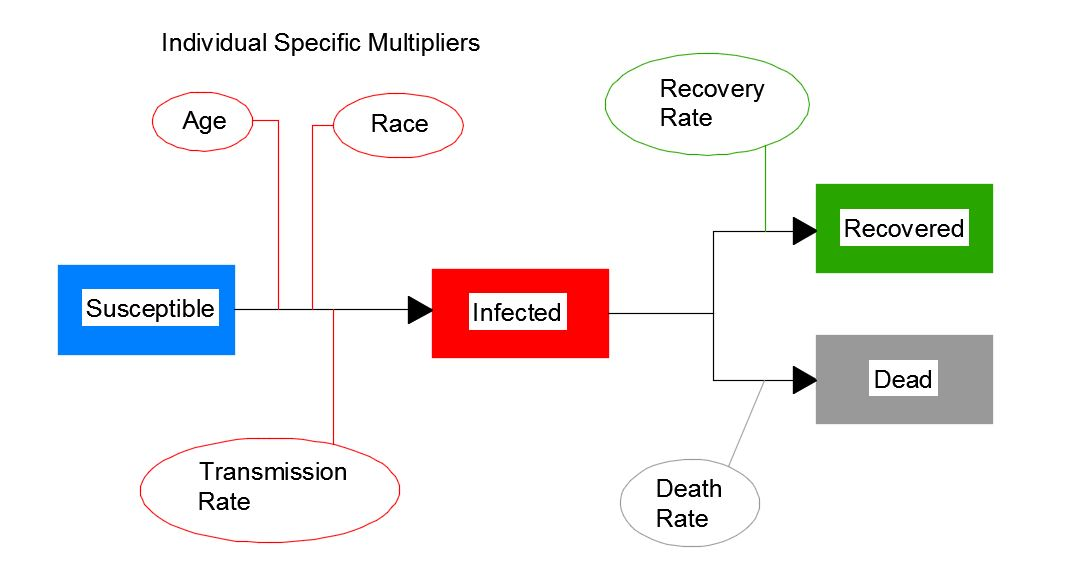 Individual Specific Multipliers
Age
Race
Recovery
Rate
Susceptible
Infected
Recovered
Dead
Transmission
Rate
Death
Rate